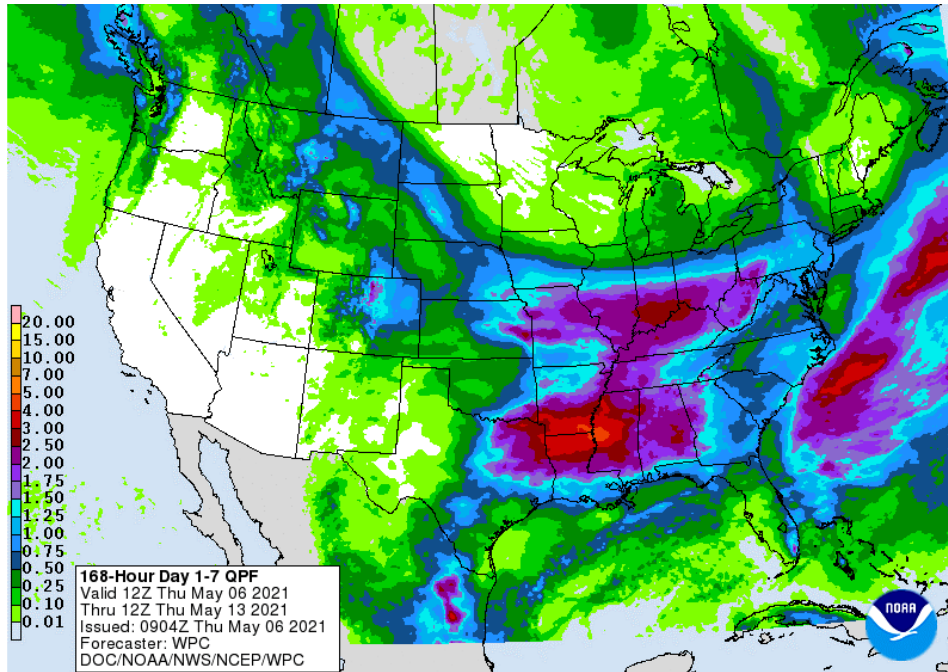 20.00
15.00
10.00
7.00
5.00
4.00
3.00
2.50
2.00
1.75
1.50
1.25
1.00
0.75
0.50
0.25
0.10
0.01
168-Hour Day 1-7 QPF
Valid 12Z Thu May 06 2021
Thru 12Z Thu May 13 2021
Issued: 0904Z Thu May 06 2021
Forecaster: WPC
DOC/NOAA/NWS/NCEP/WPC
NOAA